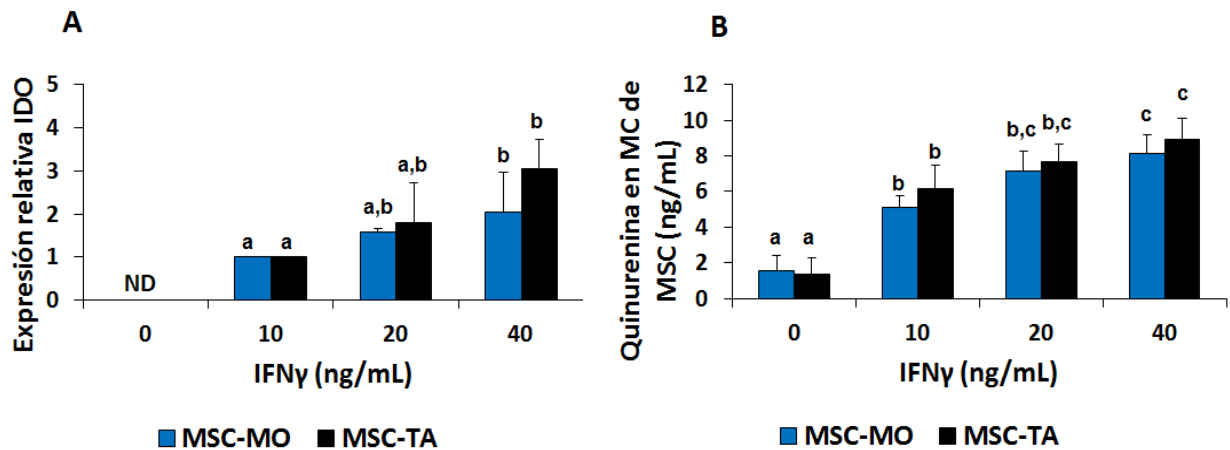 A
Expresión relativa IDO
5
4
3
2
1
0
ND
a
a
a,b
a,b
b
b
0
10
20
40
IFNγ (ng/mL)
MSC-MO
MSC-TA
B
Quinurenina en MC de
MSC (ng/mL)
12
10
8
6
4
2
0
a
a
b
b
b,c
b,c
c
c
0
10
20
40
IFNγ (ng/mL)
MSC-MO
MSC-TA